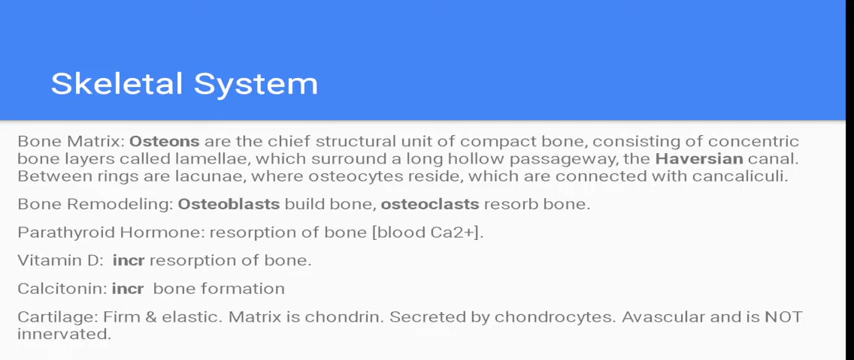 Skeletal System
Bone Matrix: Osteons are the chief structural unit of compact bone, consisting of concentric
bone layers called lamellae, which surround a long hollow passageway, the Haversian canal.
Between rings are lacunae, where osteocytes reside, which are connected with cancaliculi.
Bone Remodeling: Osteoblasts build bone, osteoclasts resorb bone.
Parathyroid Hormone: resorption of bone [blood Ca2+].
Vitamin D: incr resorption of bone.
Calcitonin: incr bone formation
Cartilage: Firm & elastic. Matrix is chondrin. Secreted by chondrocytes. Avascular and is NOT
innervated.